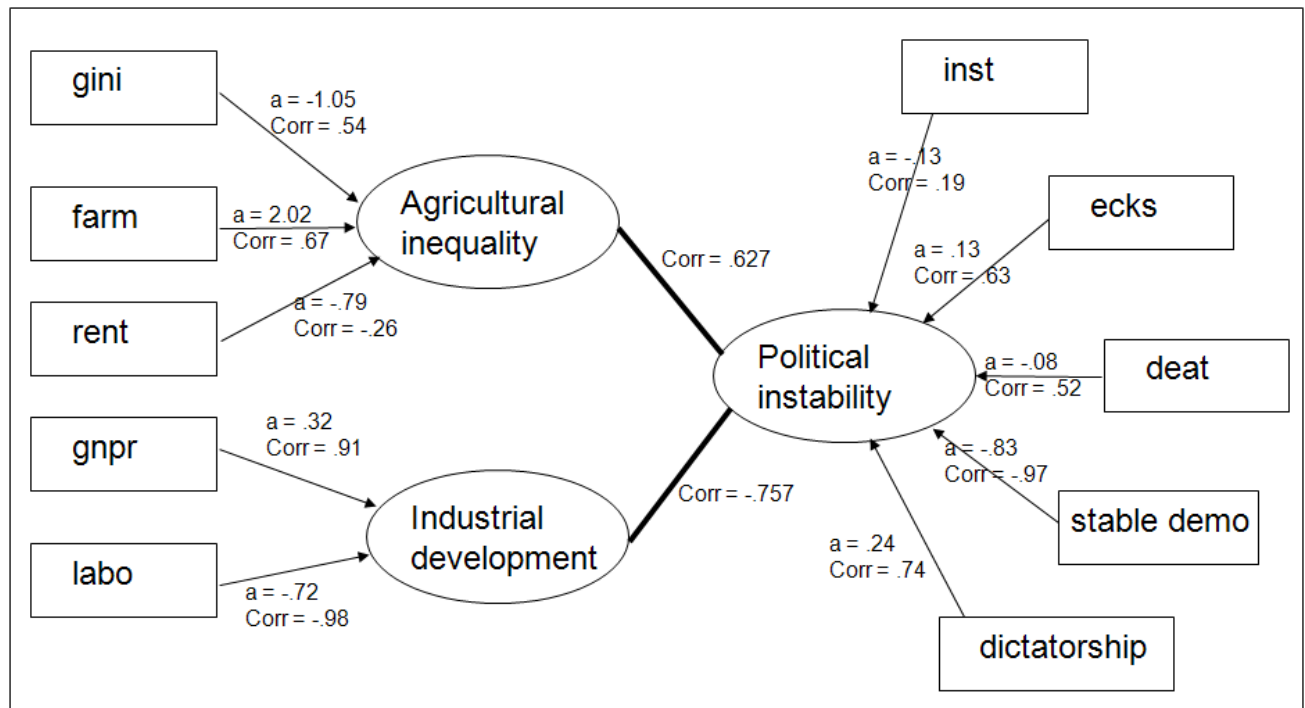 gini
a = -1.05
Corr = .54
farm
a = 2.02
Corr = .67
rent
a = -.79
Corr = -.26
gnpr
a = .32
Corr = .91
labo
a = -.72
Corr = -.98
Agricultural
inequality
Industrial
development
Corr = .627
Corr = -.757
Political
instability
inst
a = -.13
Corr = .19
ecks
a = .13
Corr = .63
deat
a = -.08
Corr = .52
stable demo
a = -.83
Corr = -.97
dictatorship
a = .24
Corr = .74